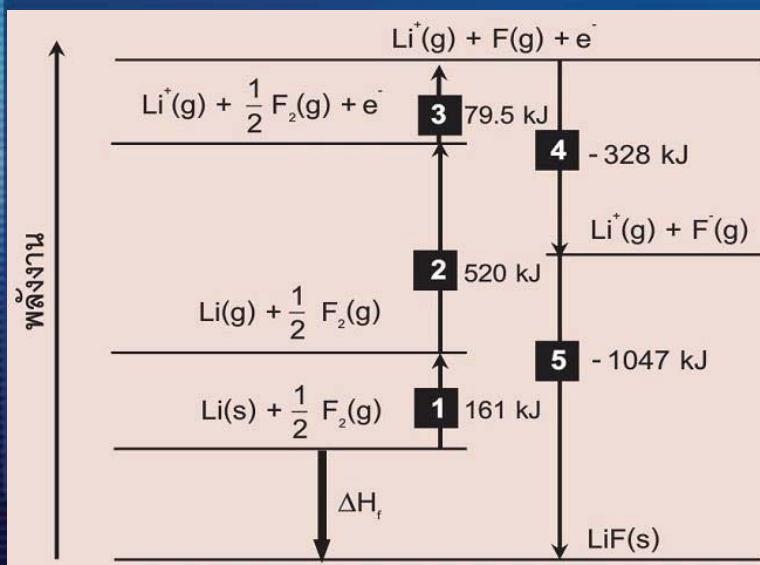 Li⁺(g) + F(g) + e⁻
Li⁺(g) + 1/2 F₂(g) + e⁻
3 79.5 kJ
4 - 328 kJ
Li⁺(g) + F⁻(g)
2 520 kJ
พลังงาน
Li(g) + 1/2 F₂(g)
5 - 1047 kJ
Li(s) + 1/2 F₂(g)
1 161 kJ
ΔH_f
LiF(s)